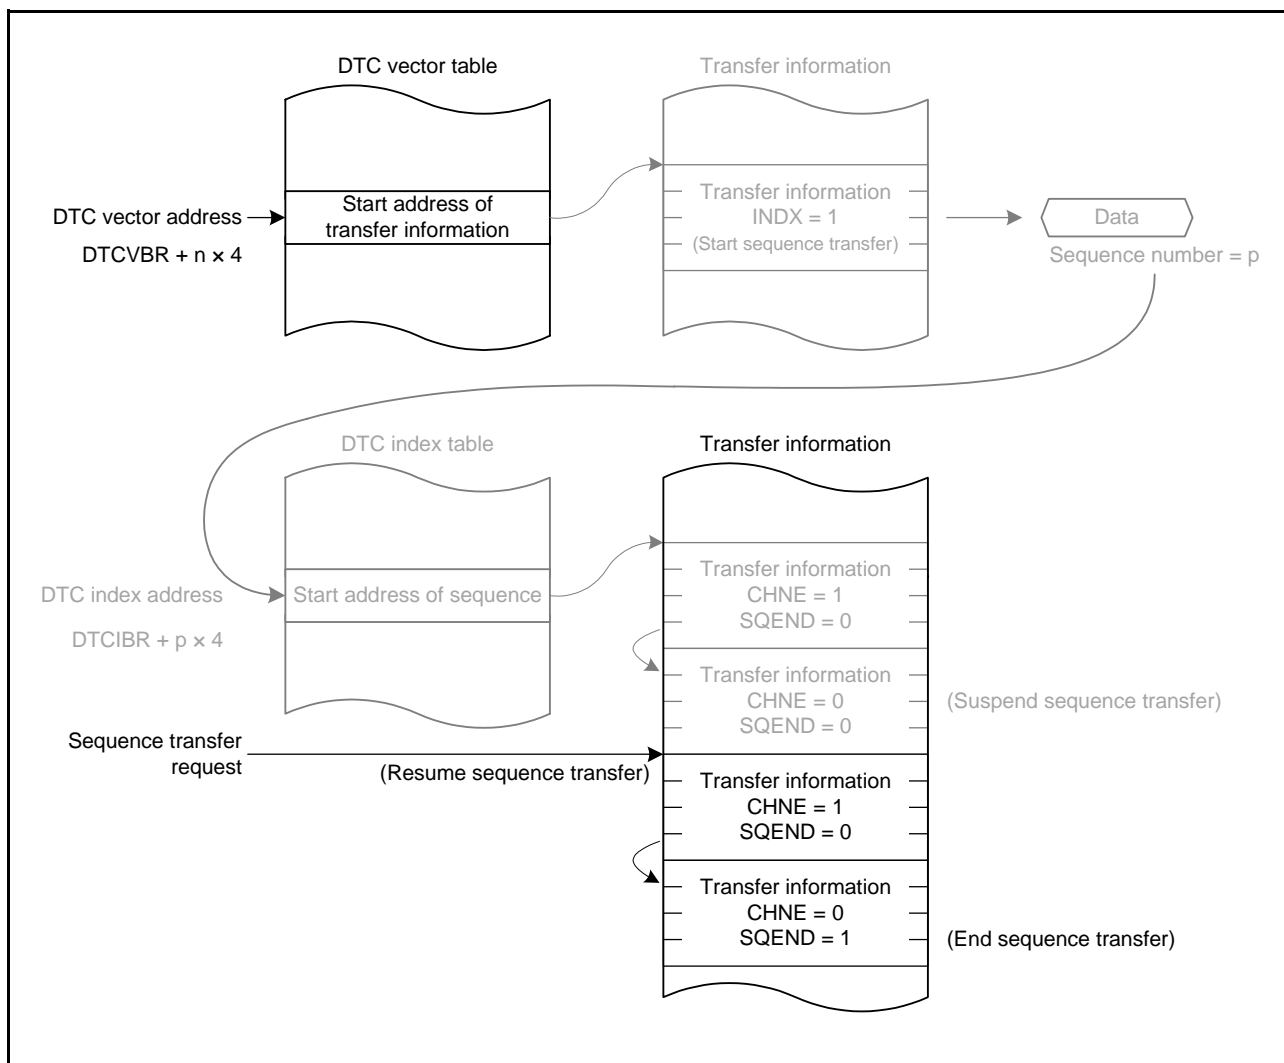 DTC vector table
Transfer information
DTC vector address
DTCVBR + n × 4
Start address of
transfer information
Transfer information
INDX = 1
(Start sequence transfer)
Data
Sequence number = p
DTC index table
Transfer information
DTC index address
DTCIBR + p × 4
Start address of sequence
Transfer information
CHNE = 1
SQEND = 0
Transfer information
CHNE = 0
SQEND = 0
(Suspend sequence transfer)
Sequence transfer
request
(Resume sequence transfer)
Transfer information
CHNE = 1
SQEND = 0
Transfer information
CHNE = 0
SQEND = 1
(End sequence transfer)